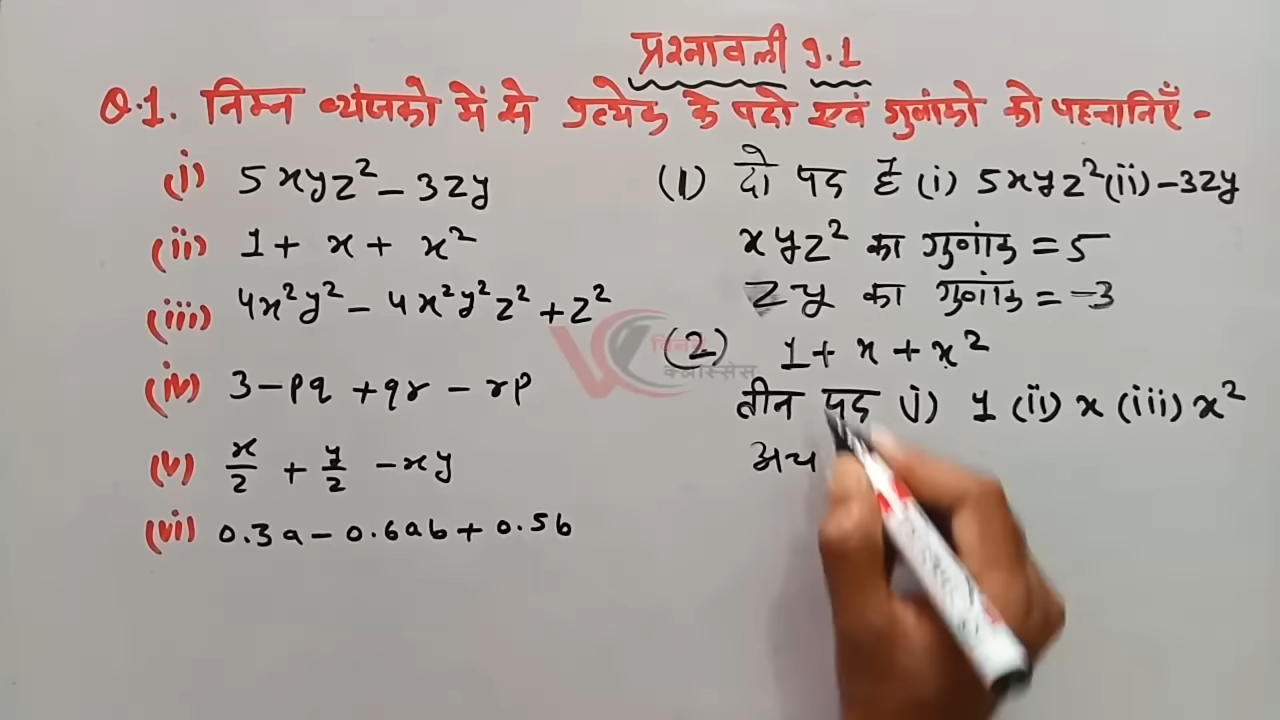 प्रश्नावली 9.1
Q.1. निम्न व्यंजको में से प्रत्येक के पदो एवं गुणांको को पहचानिएँ -
(i) 5xyz² - 3zy
(ii) 1 + x + x²
(iii) 4x²y² - 4x²y²z² + z²
(iv) 3 - pq + qr - rp
(v) x/2 + y/2 - xy
(vi) 0.3a - 0.6ab + 0.5b
(1) दो पद है (i) 5xyz² (ii) -3zy
xyz² का गुणांक = 5
zy का गुणांक = -3
(2) 1 + x + x²
तीन पद (i) 1 (ii) x (iii) x²
अच
क्लासेस